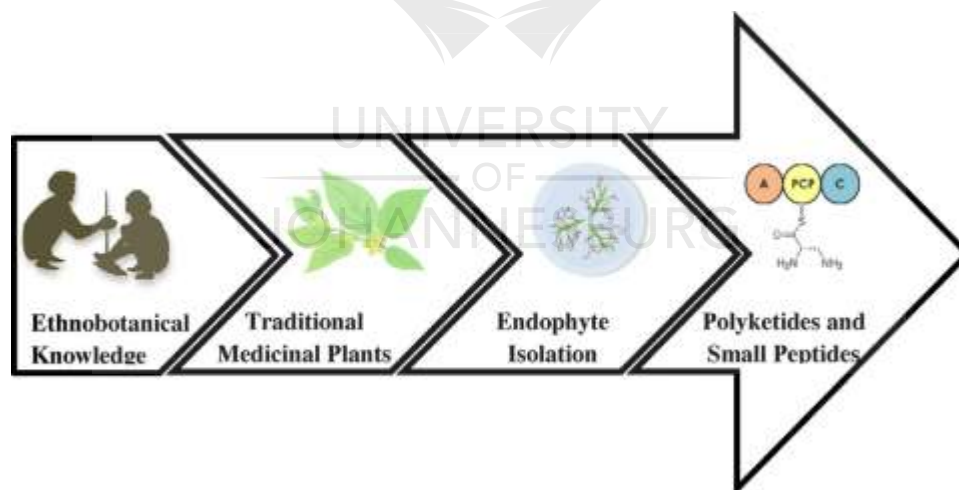 UNIVERSITY
OF
JOHANNESBURG
A PCP C
O
S
H₂N NH₂
Ethnobotanical
Knowledge
Traditional
Medicinal Plants
Endophyte
Isolation
Polyketides and
Small Peptides